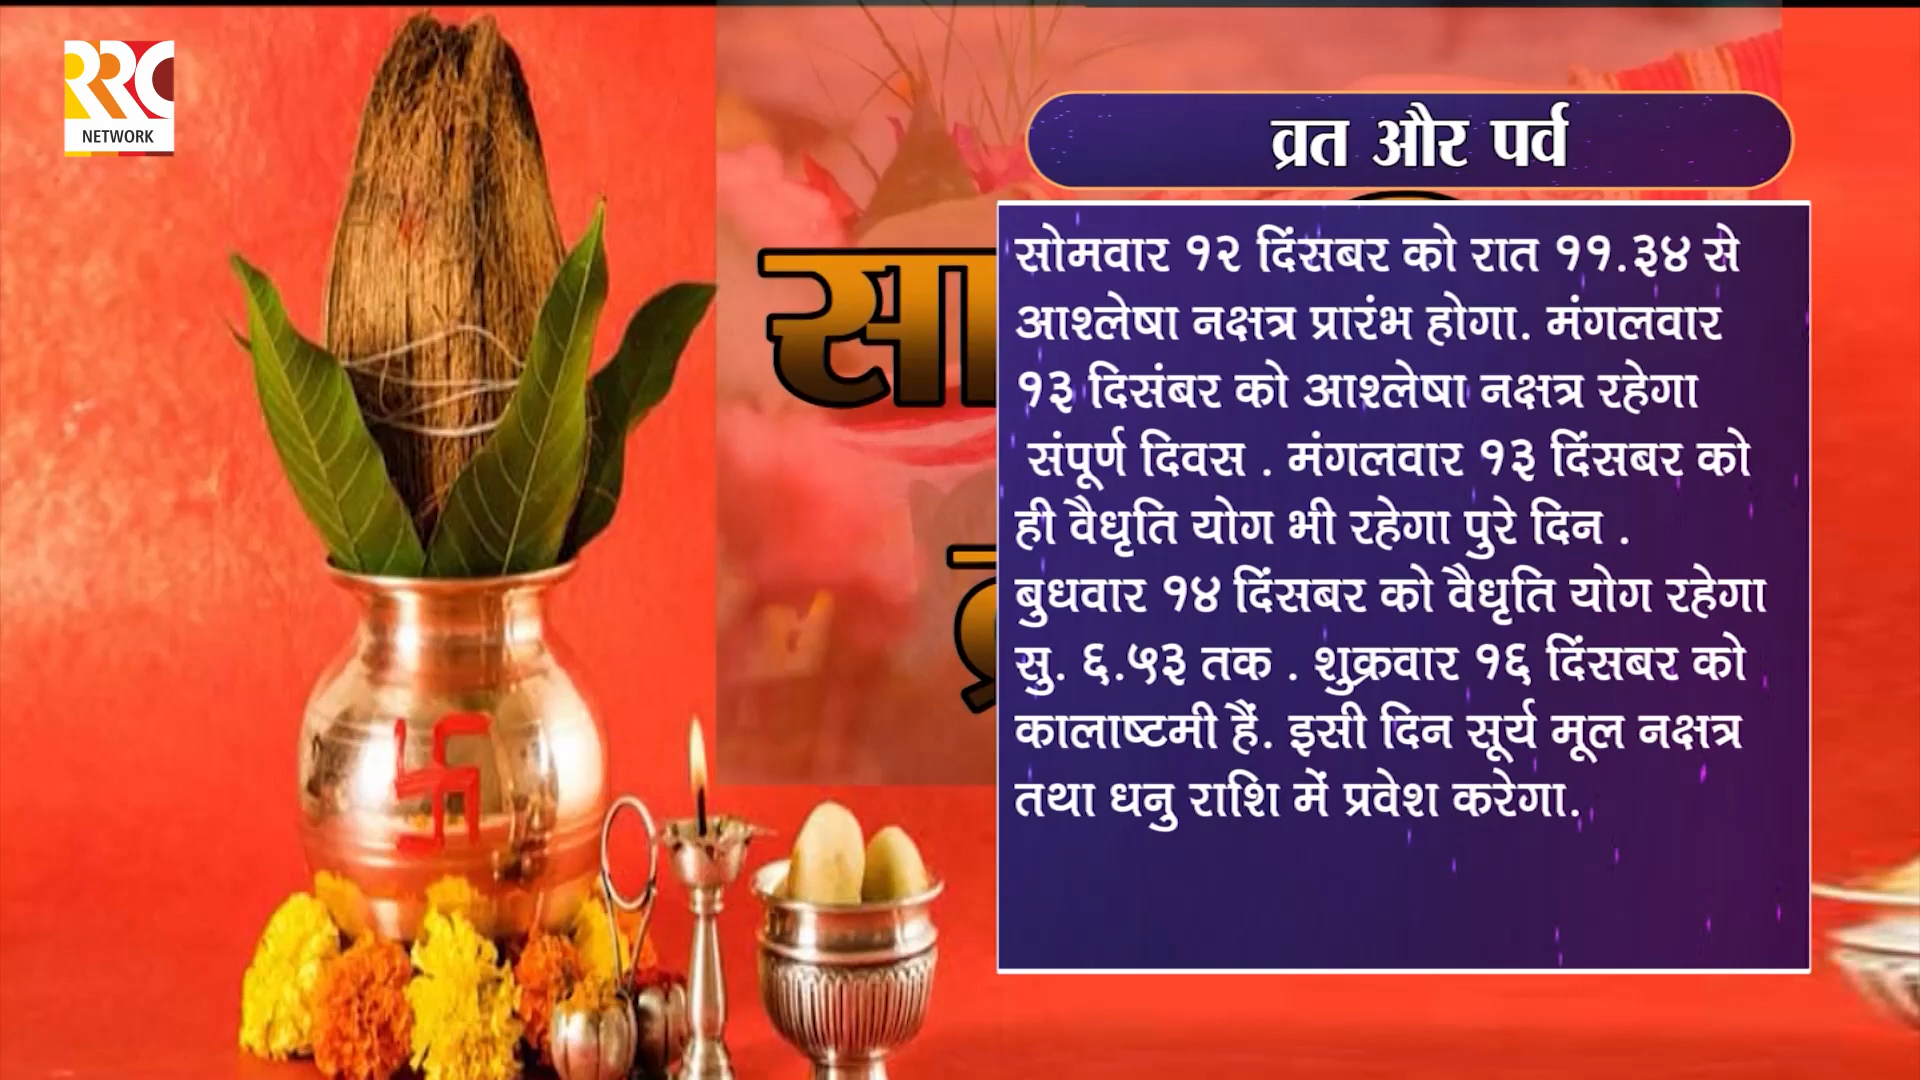 RRC
NETWORK
व्रत और पर्व
सा
सोमवार १२ दिंसबर को रात ११.३४ से
आश्लेषा नक्षत्र प्रारंभ होगा. मंगलवार
१३ दिसंबर को आश्लेषा नक्षत्र रहेगा
संपूर्ण दिवस . मंगलवार १३ दिंसबर को
ही वैधृति योग भी रहेगा पुरे दिन .
बुधवार १४ दिंसबर को वैधृति योग रहेगा
सु. ६.५३ तक . शुक्रवार १६ दिंसबर को
कालाष्टमी हैं. इसी दिन सूर्य मूल नक्षत्र
तथा धनु राशि में प्रवेश करेगा.